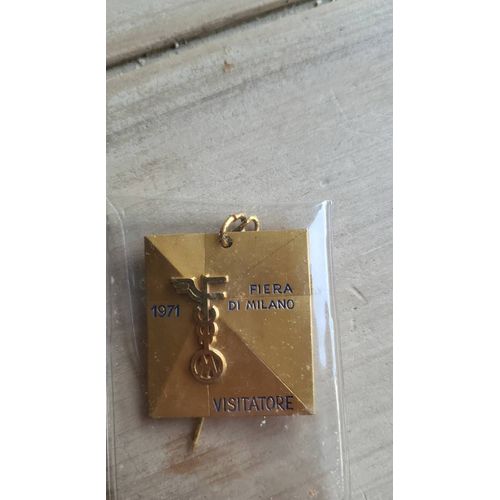 1971
FIERA
DI MILANO
M
VISITATORE